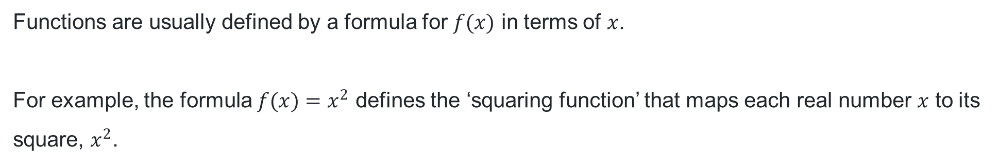 Functions are usually defined by a formula for 𝑓(𝑥) in terms of 𝑥.
For example, the formula 𝑓(𝑥) = 𝑥² defines the ‘squaring function’ that maps each real number 𝑥 to its
square, 𝑥².